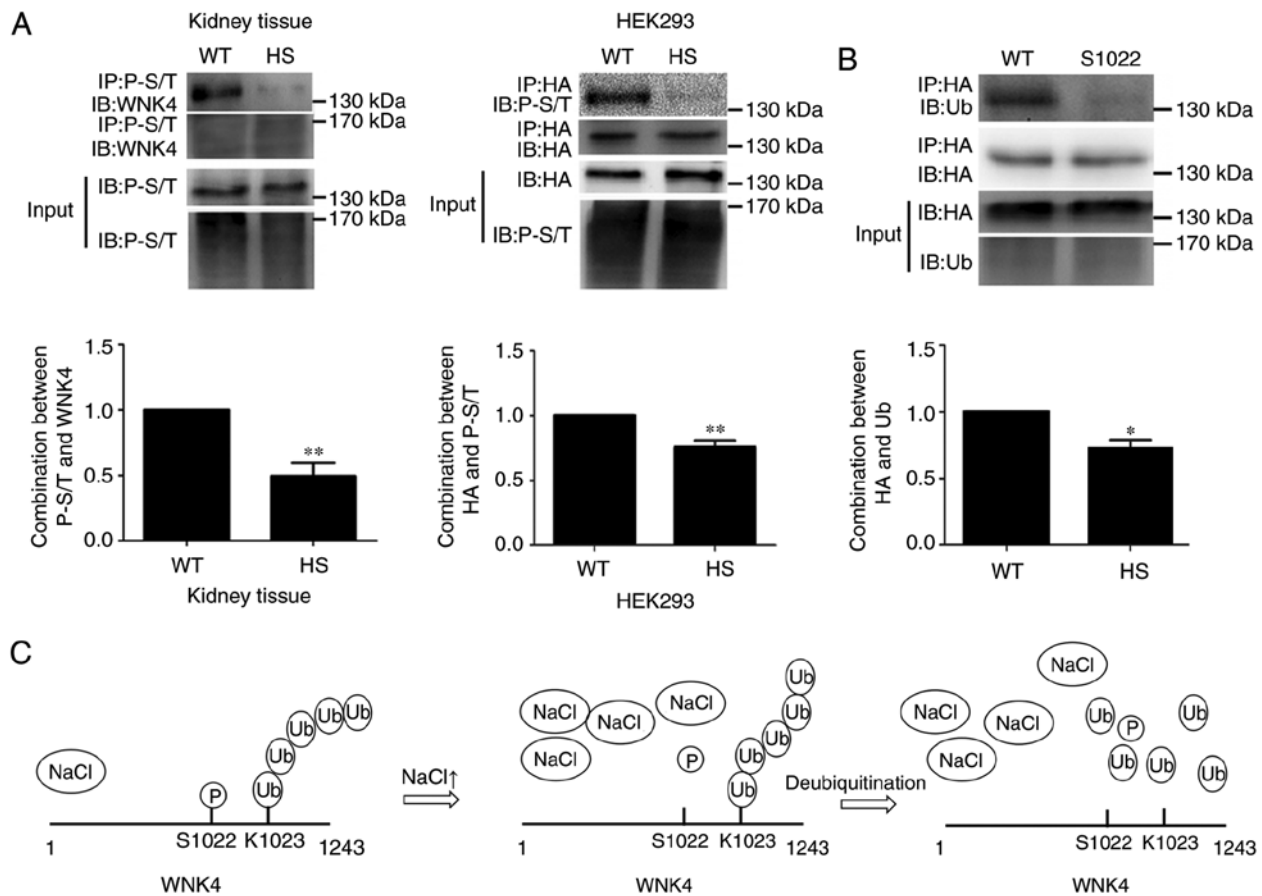 A
Kidney tissue
WT HS
IP:P-S/T
IB:WNK4
130 kDa
IP:P-S/T
IB:WNK4
170 kDa
Input
IB:P-S/T
130 kDa
170 kDa
IB:P-S/T
HEK293
WT HS
IP:HA
IB:P-S/T
130 kDa
IP:HA
IB:HA
130 kDa
Input
IB:HA
130 kDa
170 kDa
IB:P-S/T
B
WT S1022
IP:HA
IB:Ub
130 kDa
IP:HA
IB:HA
130 kDa
Input
IB:HA
130 kDa
170 kDa
IB:Ub
Combination between
P-S/T and WNK4
1.5
1.0
0.5
0.0
**
WT HS
Kidney tissue
Combination between
HA and P-S/T
1.5
1.0
0.5
0.0
**
WT HS
HEK293
Combination between
HA and Ub
1.5
1.0
0.5
0.0
*
WT HS
C
NaCl
P
Ub
Ub
Ub
Ub
Ub
1 S1022 K1023 1243
WNK4
NaCl↑
NaCl
NaCl
NaCl
NaCl
P
Ub
Ub
Ub
Ub
Ub
1 S1022 K1023 1243
WNK4
Deubiquitination
NaCl
NaCl
NaCl
NaCl
Ub
P
Ub
Ub
Ub
Ub
1 S1022 K1023 1243
WNK4